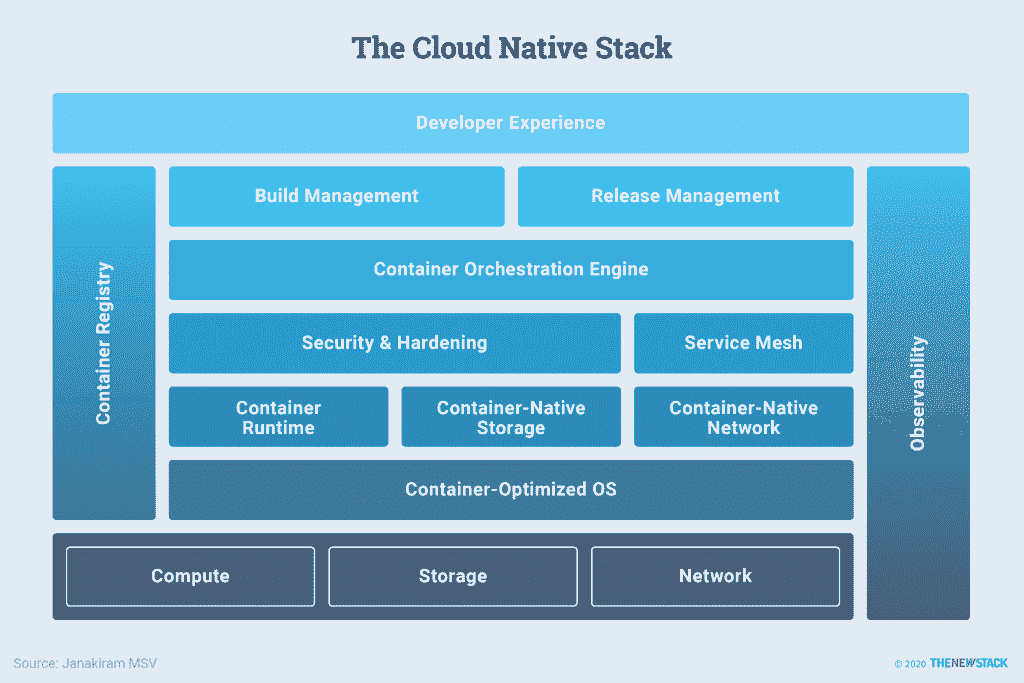 The Cloud Native Stack
Developer Experience
Container Registry
Build Management
Release Management
Container Orchestration Engine
Security & Hardening
Service Mesh
Container
Runtime
Container-Native
Storage
Container-Native
Network
Container-Optimized OS
Observability
Compute
Storage
Network
Source: Janakiram MSV
© 2020 THENEWSTACK